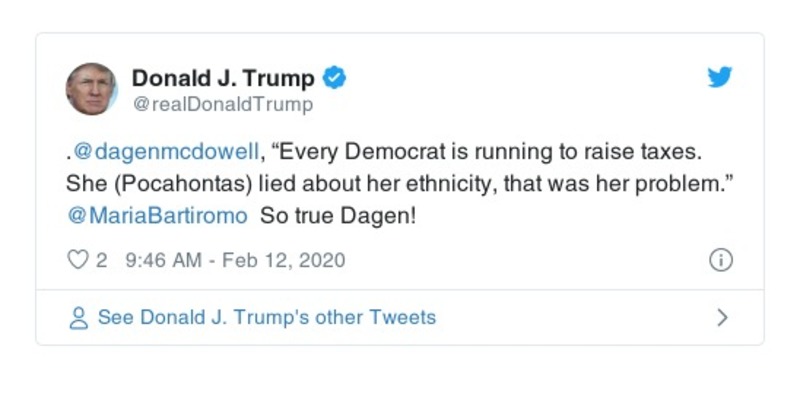 Donald J. Trump
@realDonaldTrump
.@dagenmcdowell, “Every Democrat is running to raise taxes.
She (Pocahontas) lied about her ethnicity, that was her problem.”
@MariaBartiromo  So true Dagen!
2 9:46 AM - Feb 12, 2020
See Donald J. Trump's other Tweets